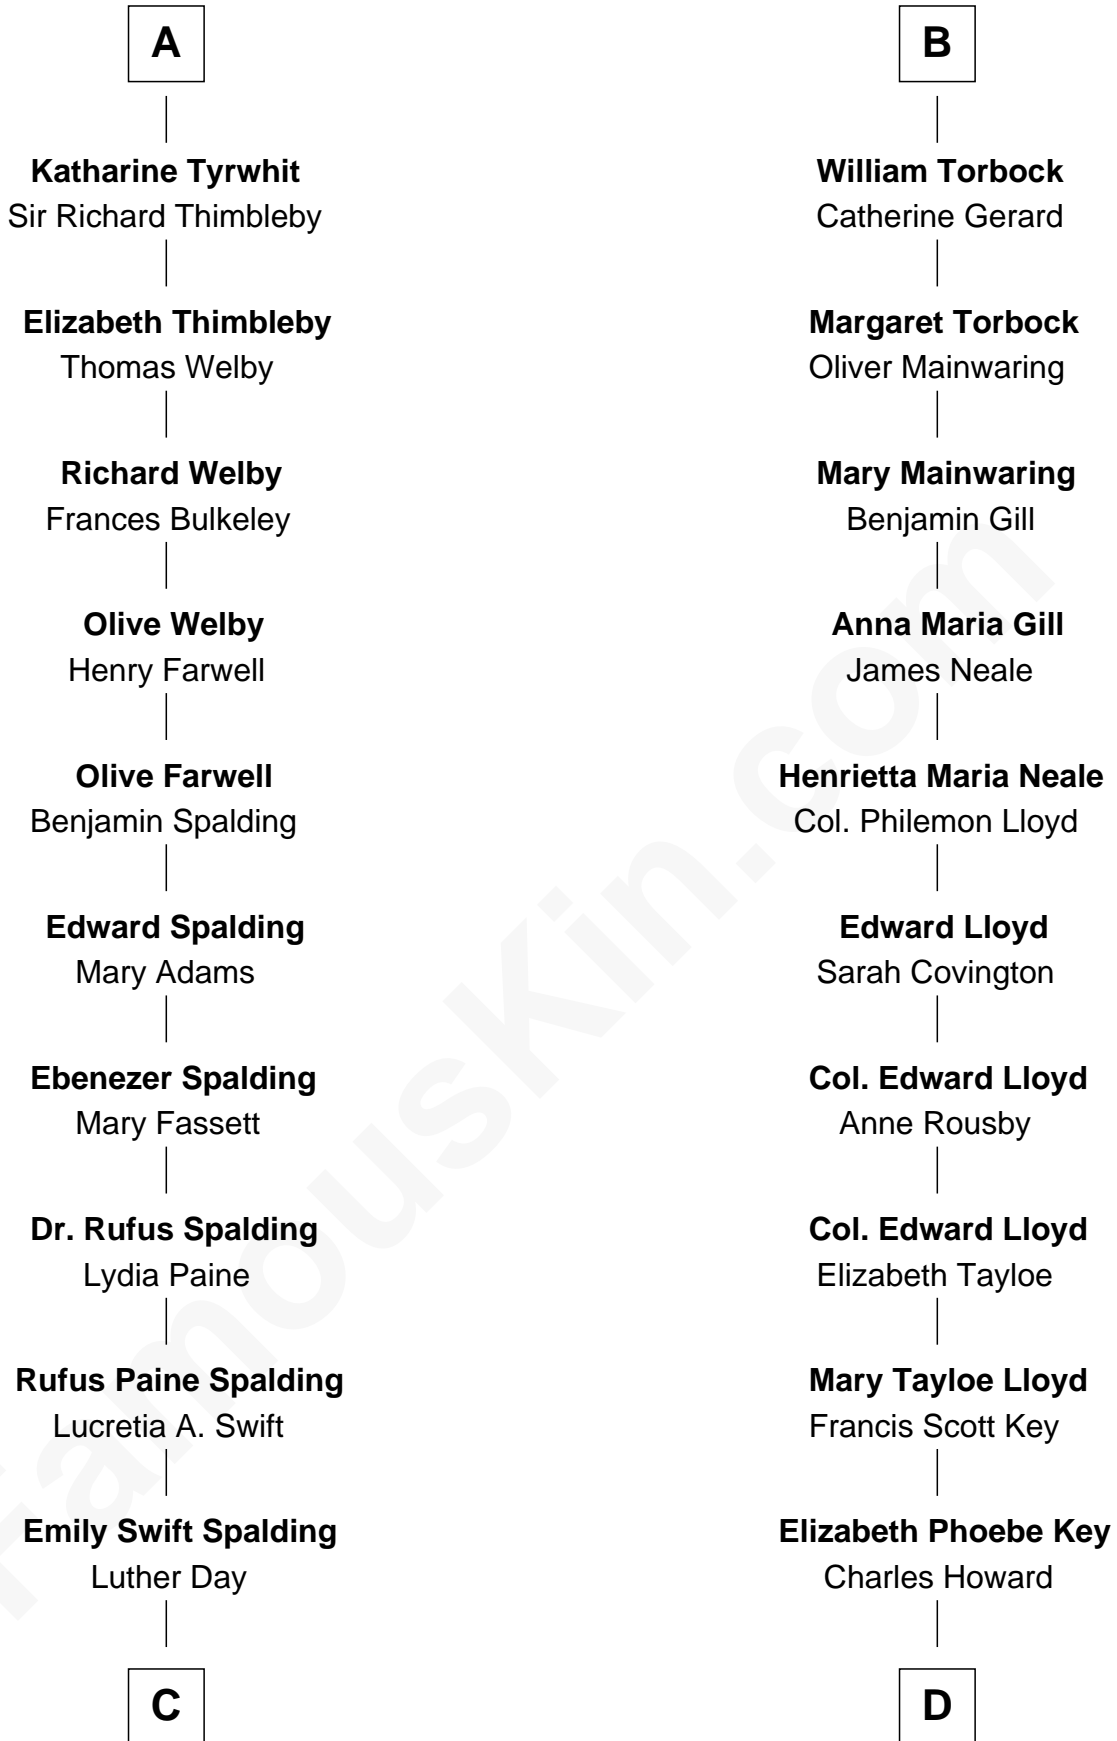 A
Katharine Tyrwhit
Sir Richard Thimbleby
Elizabeth Thimbleby
Thomas Welby
Richard Welby
Frances Bulkeley
Olive Welby
Henry Farwell
Olive Farwell
Benjamin Spalding
Edward Spalding
Mary Adams
Ebenezer Spalding
Mary Fassett
Dr. Rufus Spalding
Lydia Paine
Rufus Paine Spalding
Lucretia A. Swift
Emily Swift Spalding
Luther Day
C
B
William Torbock
Catherine Gerard
Margaret Torbock
Oliver Mainwaring
Mary Mainwaring
Benjamin Gill
Anna Maria Gill
James Neale
Henrietta Maria Neale
Col. Philemon Lloyd
Edward Lloyd
Sarah Covington
Col. Edward Lloyd
Anne Rousby
Col. Edward Lloyd
Elizabeth Tayloe
Mary Tayloe Lloyd
Francis Scott Key
Elizabeth Phoebe Key
Charles Howard
D
FamousKin.com